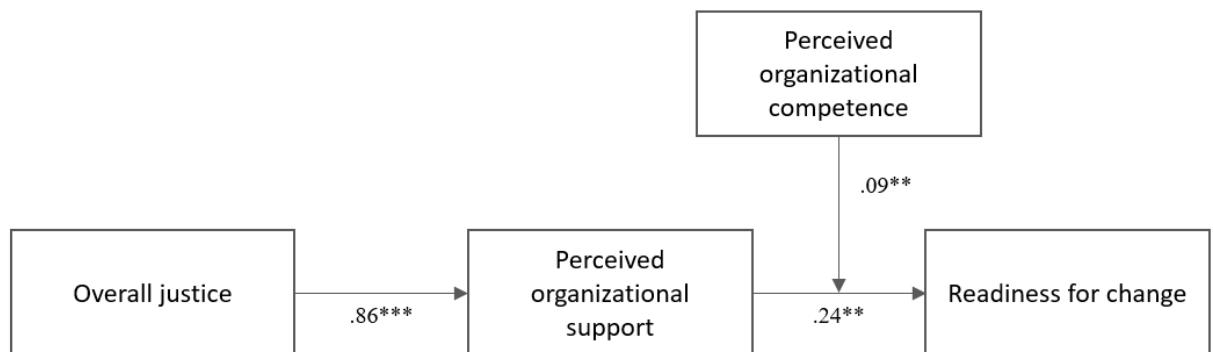 Perceived
organizational
competence
.09**
Overall justice
.86***
Perceived
organizational
support
.24**
Readiness for change